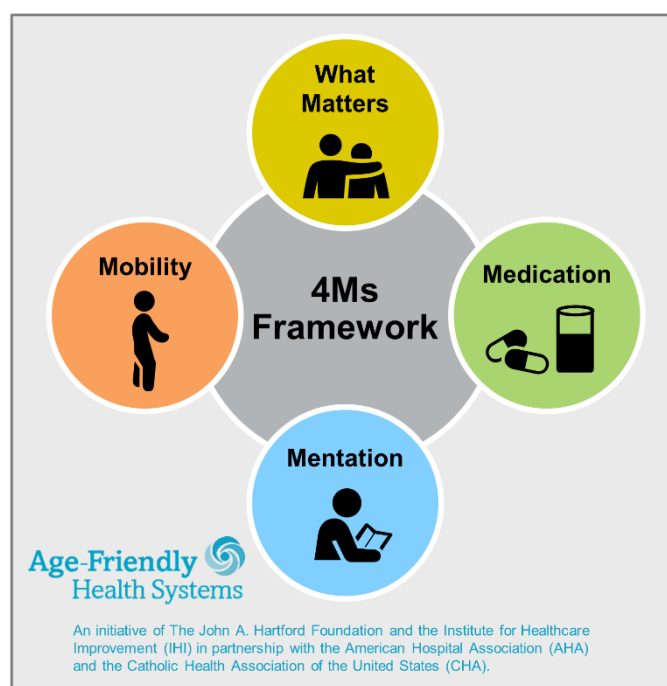 What
Matters
Mobility
4Ms
Framework
Medication
Mentation
Age-Friendly
Health Systems
An initiative of The John A. Hartford Foundation and the Institute for Healthcare
Improvement (IHI) in partnership with the American Hospital Association (AHA)
and the Catholic Health Association of the United States (CHA).